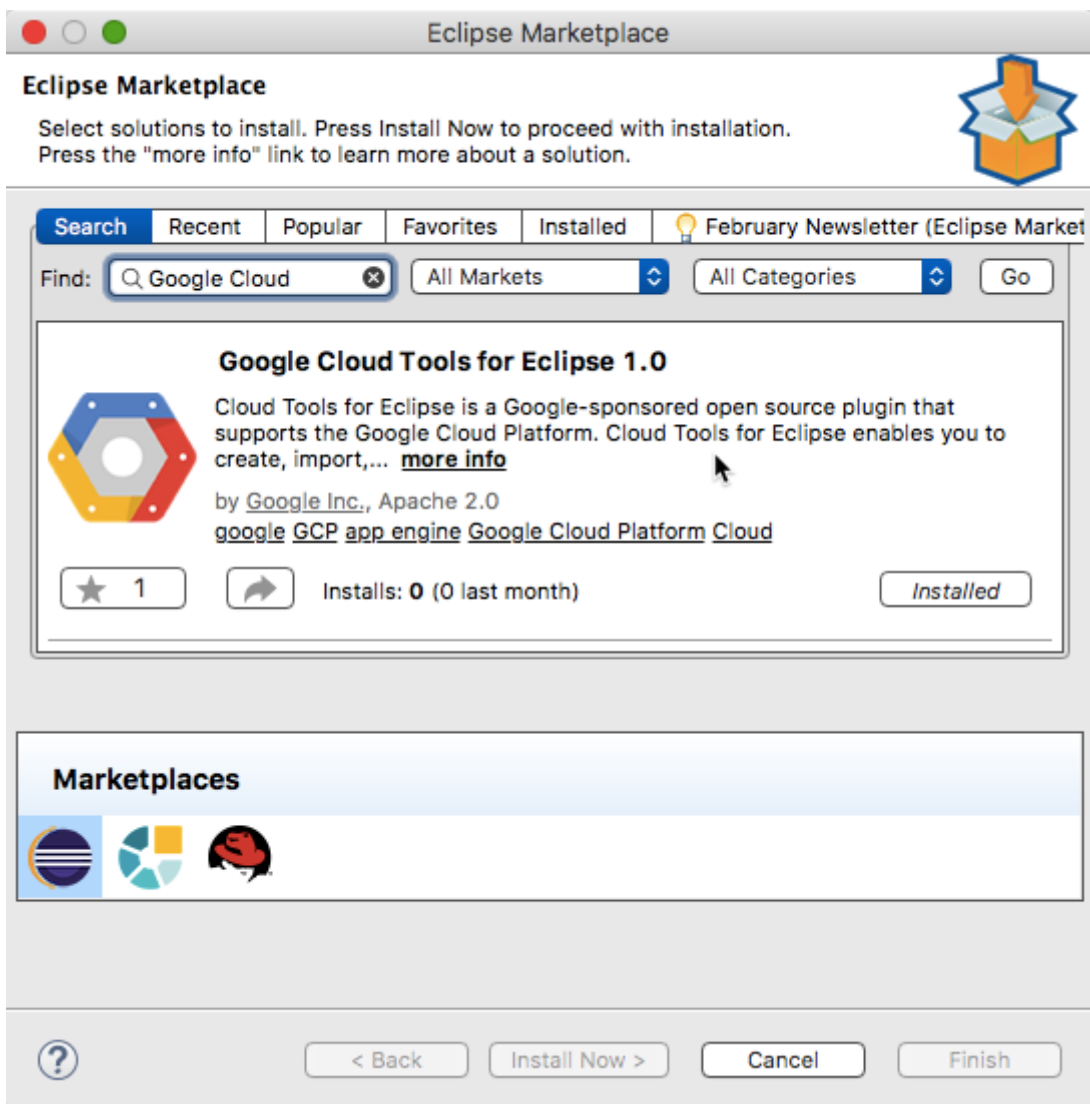 Eclipse Marketplace
Eclipse Marketplace
Select solutions to install. Press Install Now to proceed with installation.
Press the "more info" link to learn more about a solution.
Search Recent Popular Favorites Installed February Newsletter (Eclipse Market
Find: Google Cloud All Markets All Categories Go
Google Cloud Tools for Eclipse 1.0
Cloud Tools for Eclipse is a Google-sponsored open source plugin that
supports the Google Cloud Platform. Cloud Tools for Eclipse enables you to
create, import,... more info
by Google Inc., Apache 2.0
google GCP app engine Google Cloud Platform Cloud
1 Installs: 0 (0 last month) Installed
Marketplaces
? < Back Install Now > Cancel Finish